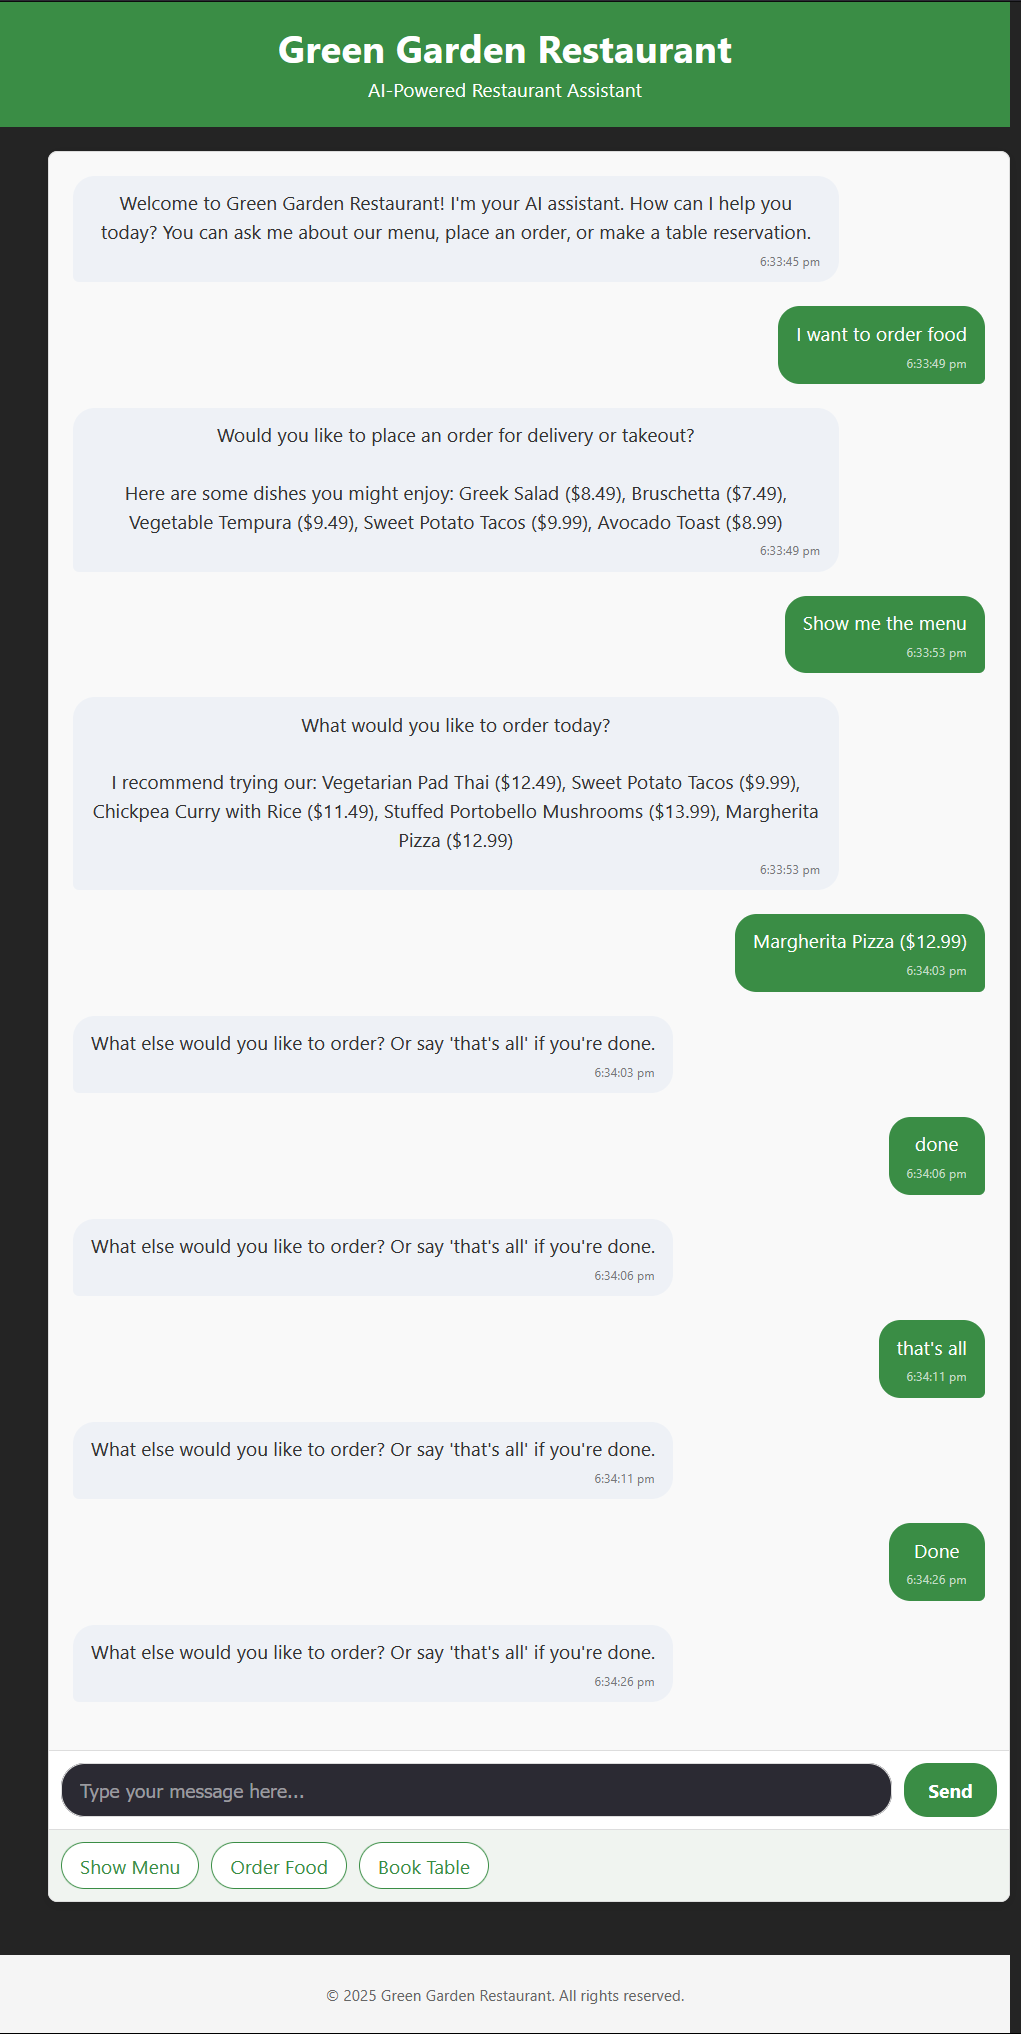 Green Garden Restaurant
AI-Powered Restaurant Assistant
Welcome to Green Garden Restaurant! I'm your AI assistant. How can I help you
today? You can ask me about our menu, place an order, or make a table reservation.
6:33:45 pm
I want to order food
6:33:49 pm
Would you like to place an order for delivery or takeout?
Here are some dishes you might enjoy: Greek Salad ($8.49), Bruschetta ($7.49),
Vegetable Tempura ($9.49), Sweet Potato Tacos ($9.99), Avocado Toast ($8.99)
6:33:49 pm
Show me the menu
6:33:53 pm
What would you like to order today?
I recommend trying our: Vegetarian Pad Thai ($12.49), Sweet Potato Tacos ($9.99),
Chickpea Curry with Rice ($11.49), Stuffed Portobello Mushrooms ($13.99), Margherita
Pizza ($12.99)
6:33:53 pm
Margherita Pizza ($12.99)
6:34:03 pm
What else would you like to order? Or say 'that's all' if you're done.
6:34:03 pm
done
6:34:06 pm
What else would you like to order? Or say 'that's all' if you're done.
6:34:06 pm
that's all
6:34:11 pm
What else would you like to order? Or say 'that's all' if you're done.
6:34:11 pm
Done
6:34:26 pm
What else would you like to order? Or say 'that's all' if you're done.
6:34:26 pm
Type your message here...
Send
Show Menu
Order Food
Book Table
© 2025 Green Garden Restaurant. All rights reserved.